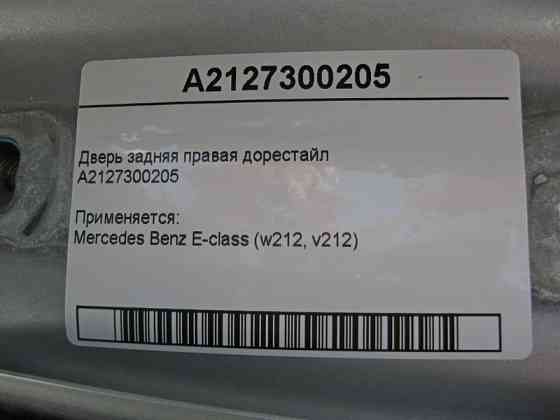 A2127300205
Дверь задняя правая дорестайл
A2127300205
Применяется:
Mercedes Benz E-class (w212, v212)